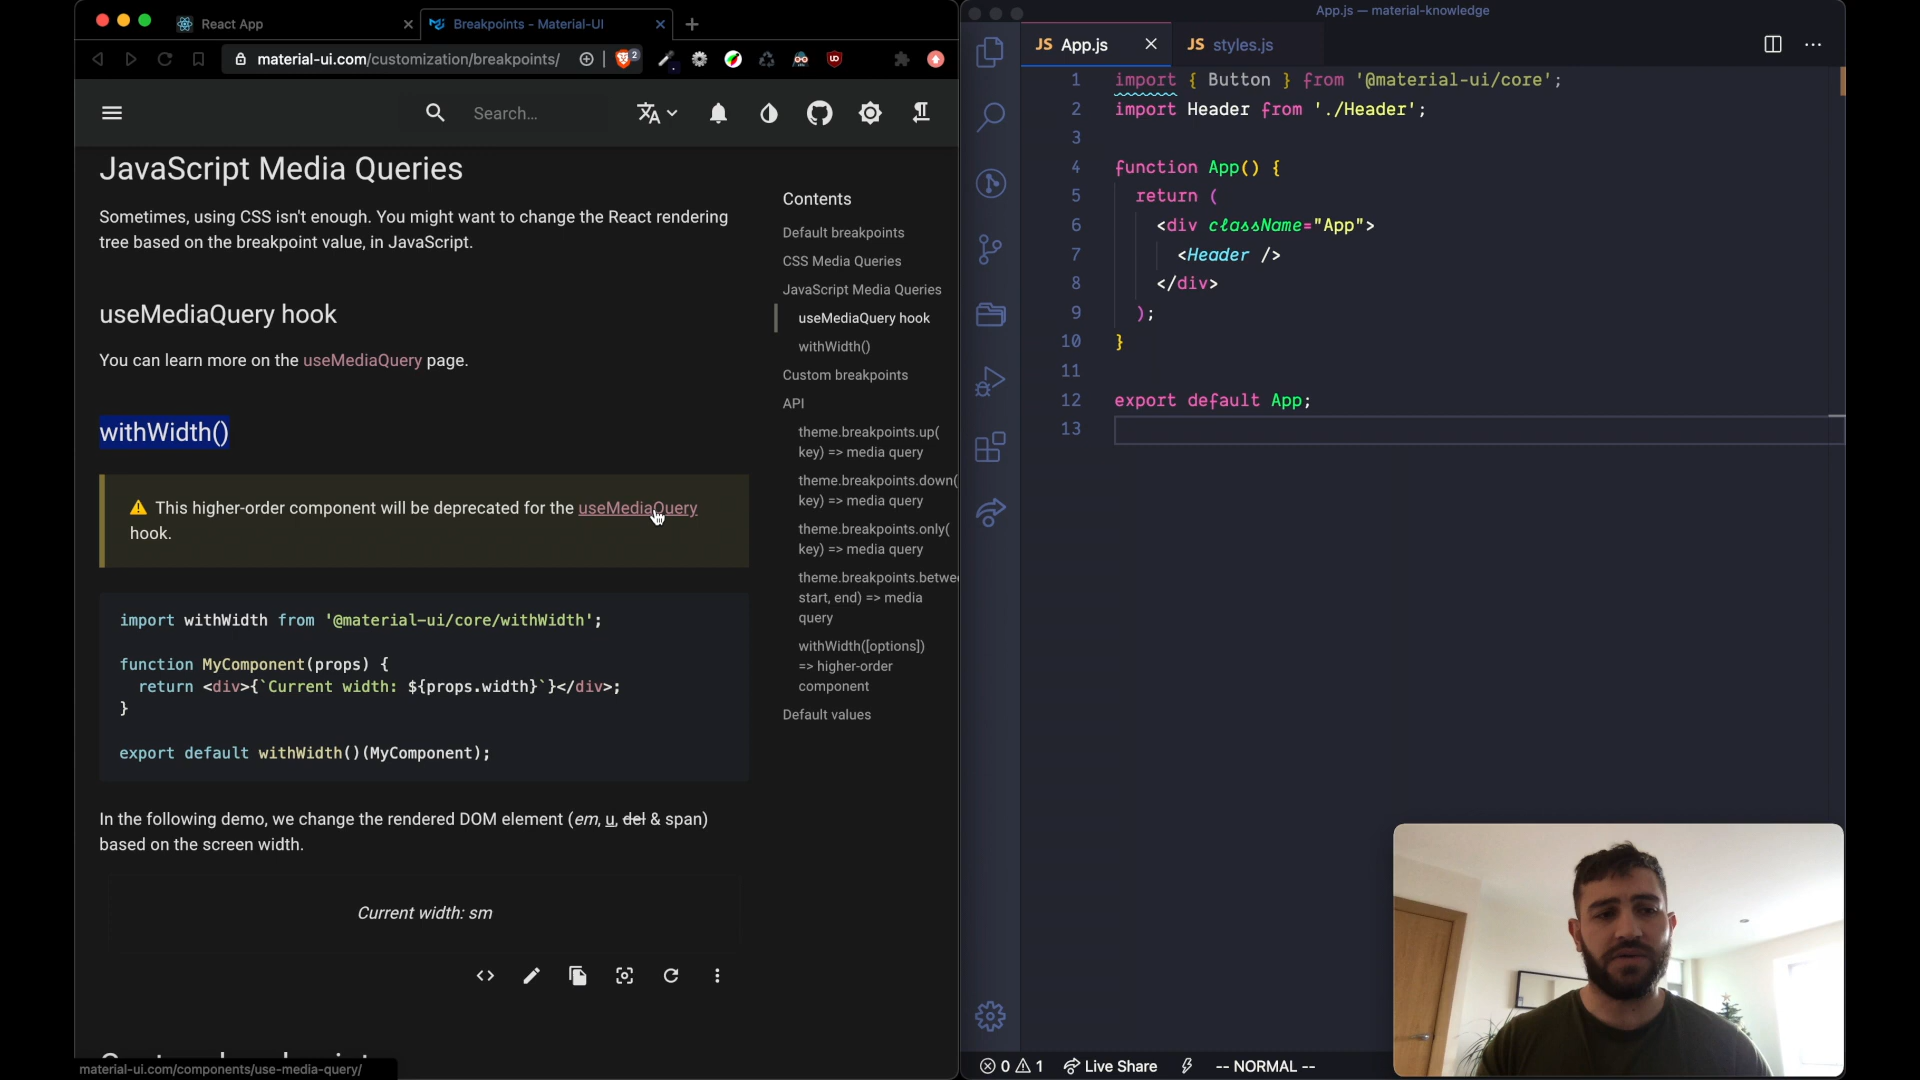 React App
Breakpoints - Material-UI
material-ui.com/customization/breakpoints/
2
Search...
JavaScript Media Queries
Sometimes, using CSS isn't enough. You might want to change the React rendering
tree based on the breakpoint value, in JavaScript.
useMediaQuery hook
You can learn more on the useMediaQuery page.
withWidth()
This higher-order component will be deprecated for the useMediaQuery
hook.
import withWidth from '@material-ui/core/withWidth';
function MyComponent(props) {
return <div>{`Current width: ${props.width}`}</div>;
}
export default withWidth()(MyComponent);
In the following demo, we change the rendered DOM element (em, u, del & span)
based on the screen width.
Current width: sm
material-ui.com/components/use-media-query/
Contents
Default breakpoints
CSS Media Queries
JavaScript Media Queries
useMediaQuery hook
withWidth()
Custom breakpoints
API
theme.breakpoints.up(
key) => media query
theme.breakpoints.down(
key) => media query
theme.breakpoints.only(
key) => media query
theme.breakpoints.betwee
start, end) => media
query
withWidth([options])
=> higher-order
component
Default values
App.js — material-knowledge
JS App.js
JS styles.js
1 import { Button } from '@material-ui/core';
2 import Header from './Header';
3
4 function App() {
5 return (
6 <div className="App">
7 <Header />
8 </div>
9 );
10 }
11
12 export default App;
13
0 1 Live Share -- NORMAL --